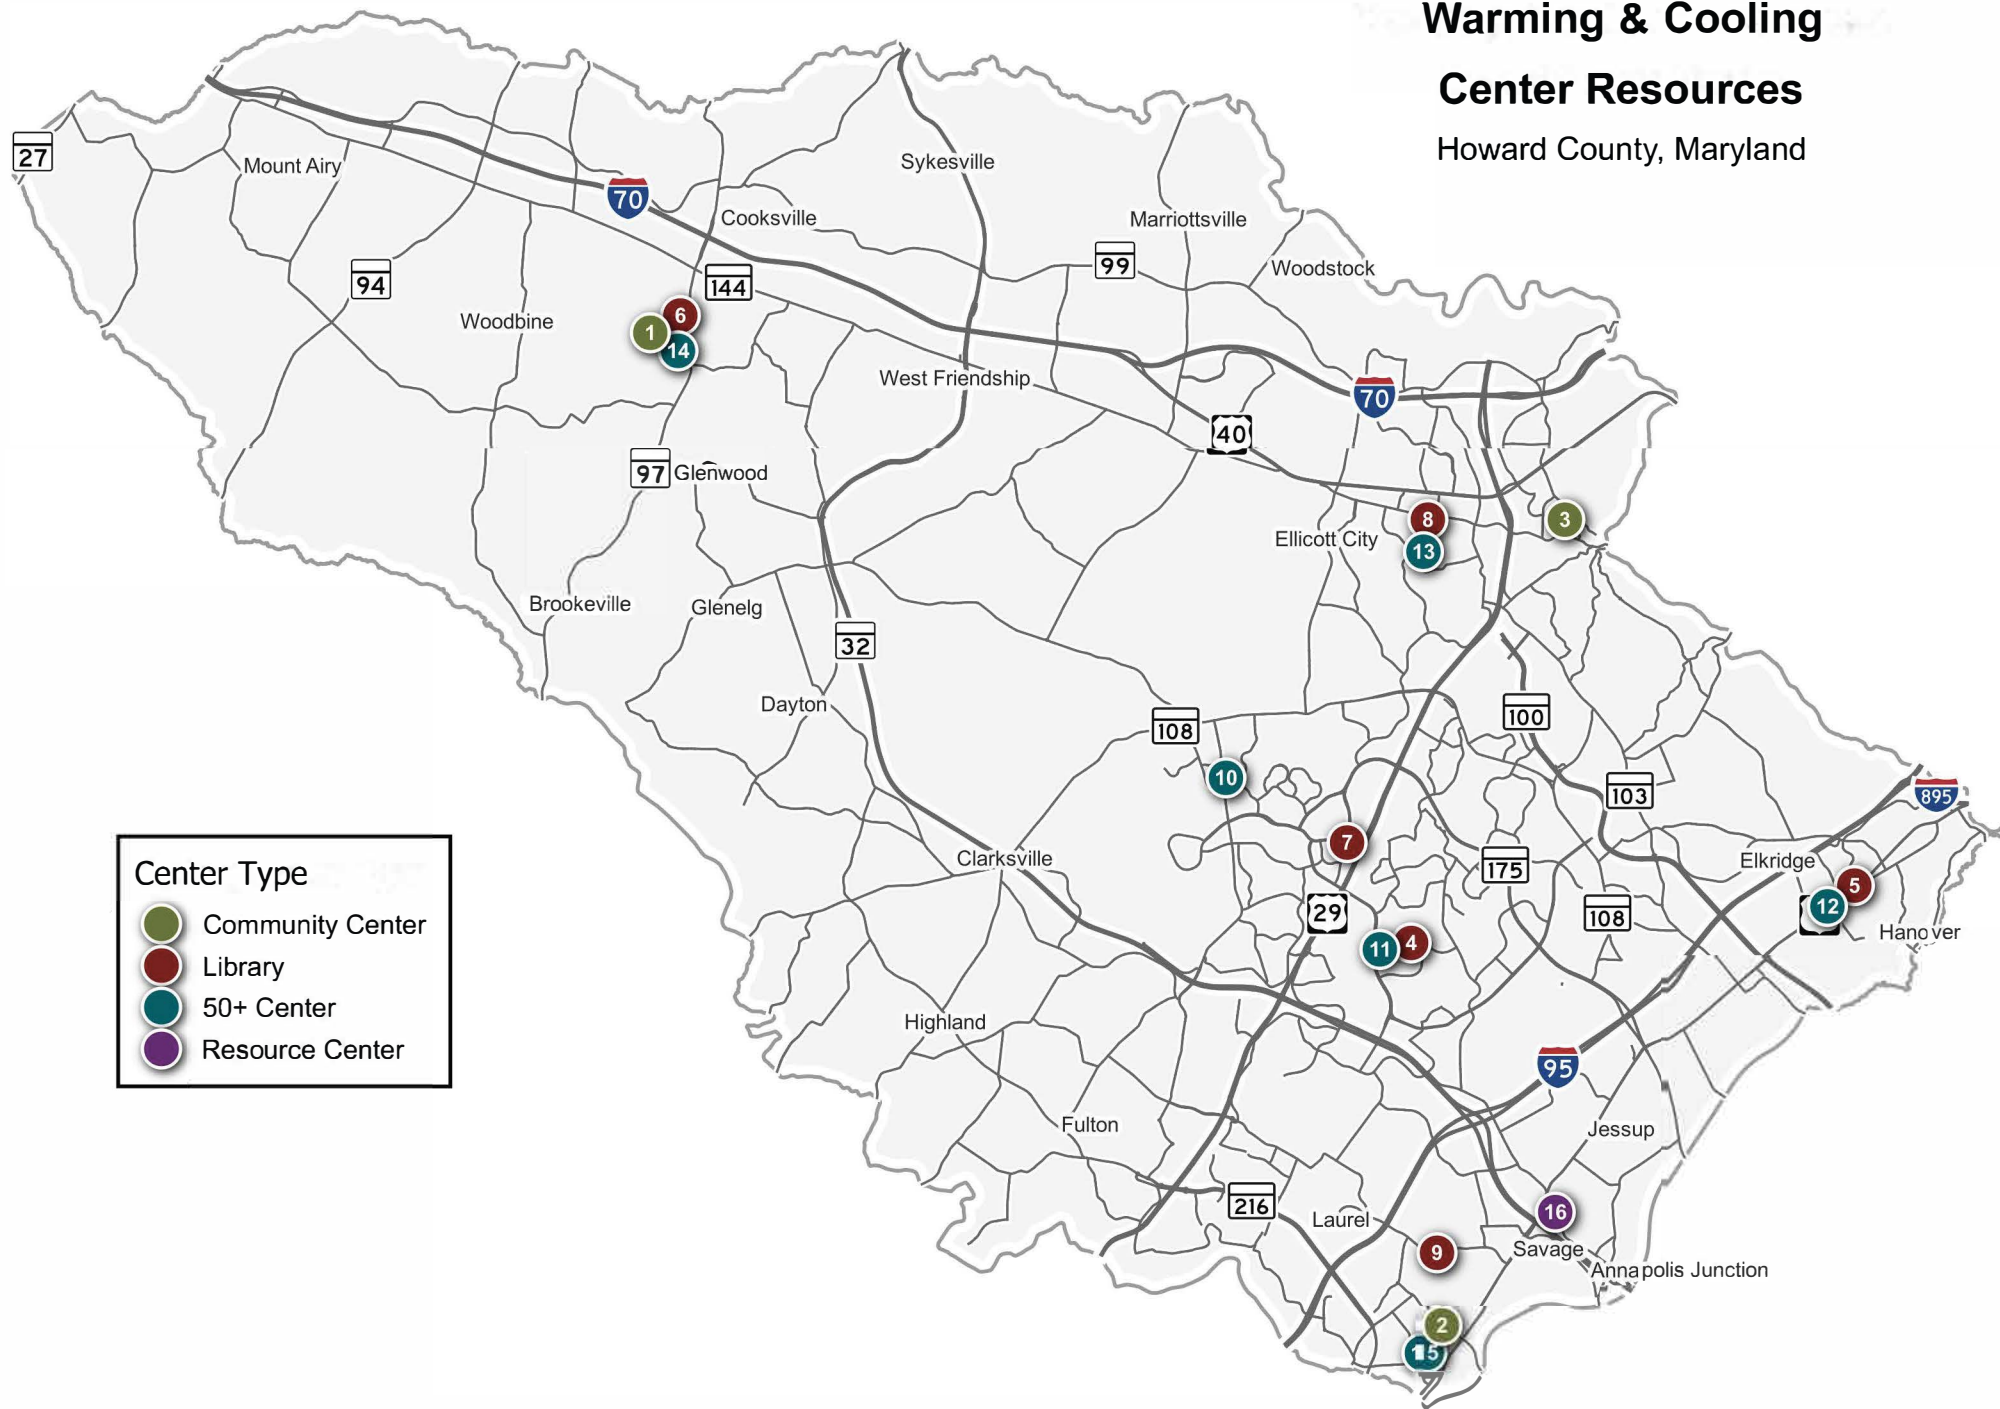 Warming & Cooling
Center Resources
Howard County, Maryland
27
Mount Airy
Sykesville
70
Cooksville
Marriottsville
99
Woodstock
94
144
Woodbine
6
1
14
West Friendship
70
40
97
Glenwood
8
3
Ellicott City
13
Brookeville
Glenelg
32
Dayton
108
100
10
103
895
7
Clarksville
175
Elkridge
5
12
29
108
Hanover
11
4
Center Type
Community Center
Library
50+ Center
Resource Center
Highland
95
Fulton
Jessup
216
Laurel
16
9
Savage
Annapolis Junction
2
15